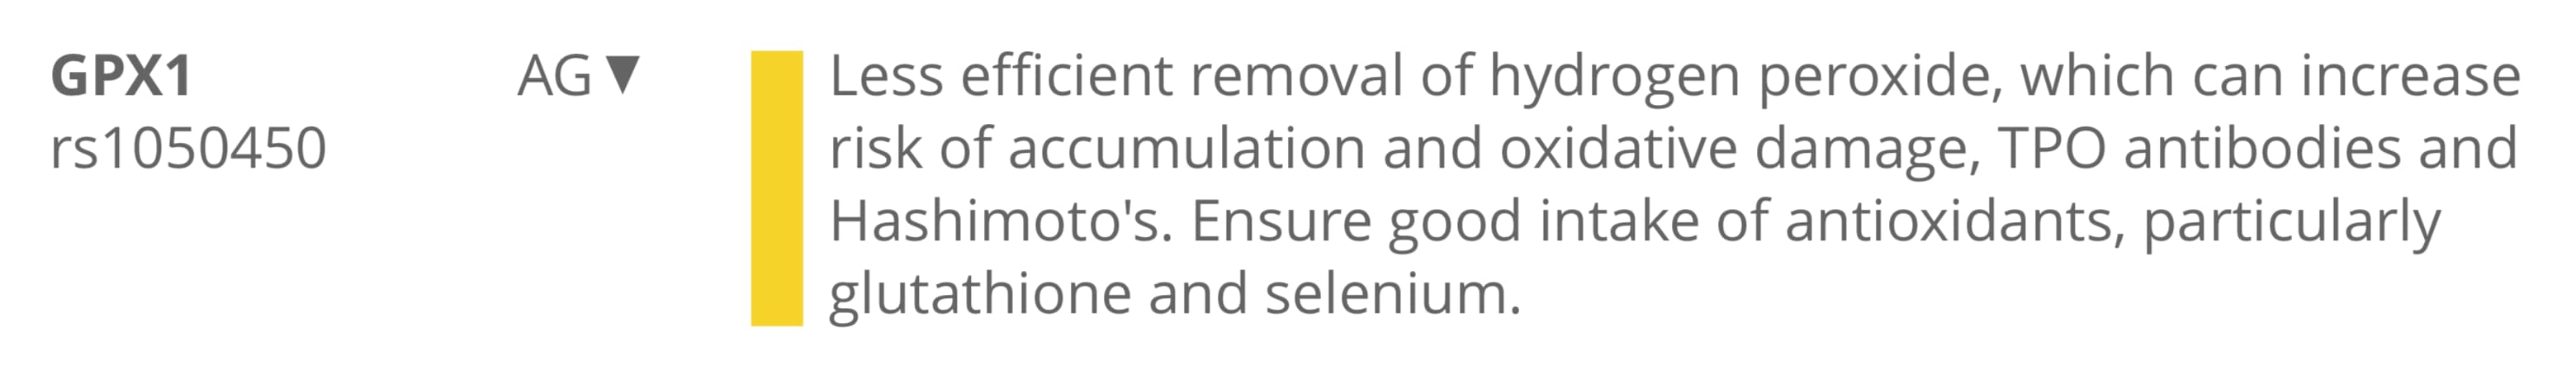 GPX1
rs1050450
AG▼
Less efficient removal of hydrogen peroxide, which can increase
risk of accumulation and oxidative damage, TPO antibodies and
Hashimoto's. Ensure good intake of antioxidants, particularly
glutathione and selenium.